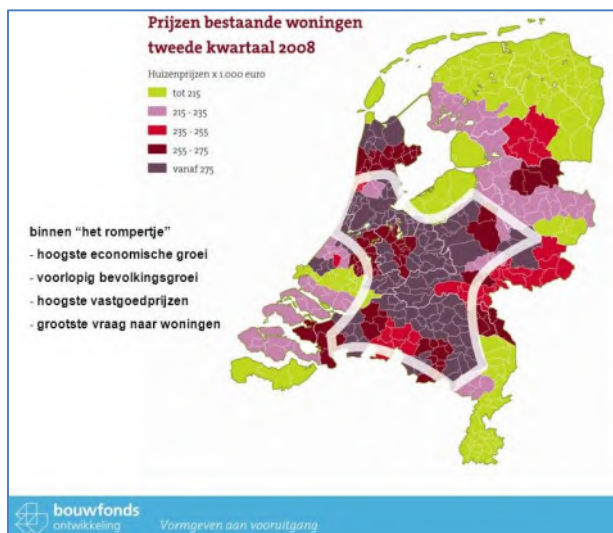 Prijzen bestaande woningen
tweede kwartaal 2008
Huizenprijzen x 1.000 euro
tot 215
215 - 235
235 - 255
255 - 275
vanaf 275
binnen "het rompertje"
- hoogste economische groei
- voorlopig bevolkingsgroei
- hoogste vastgoedprijzen
- grootste vraag naar woningen
bouwfonds
ontwikkeling
Vormgeven aan vooruitgang